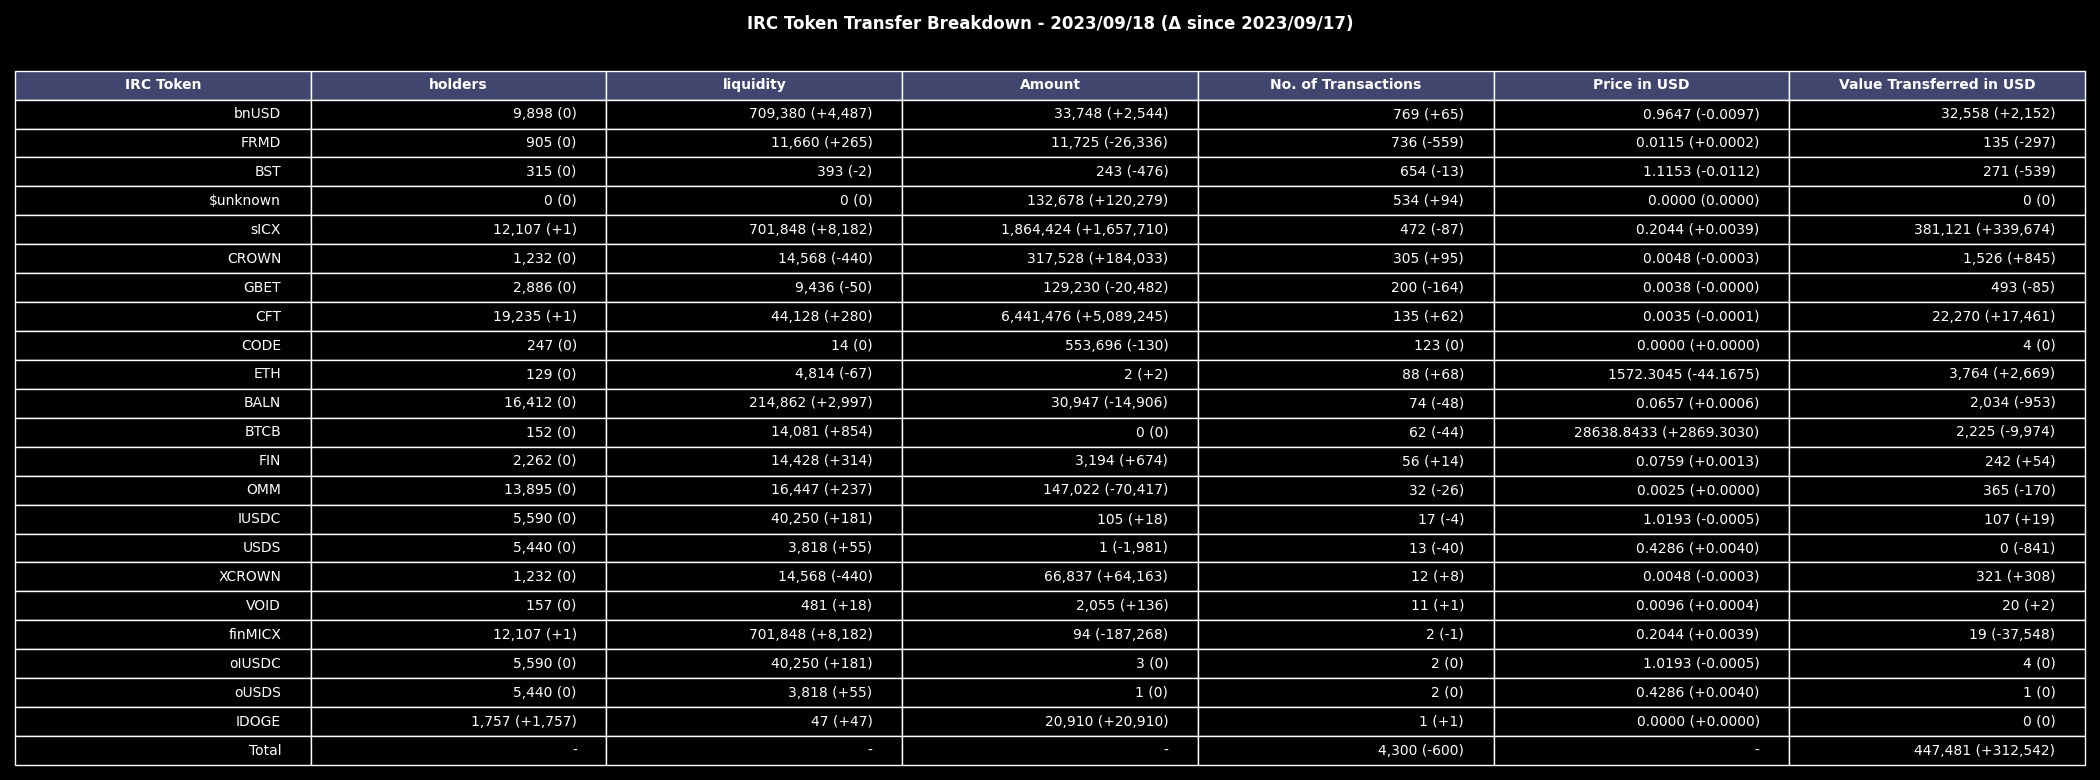 IRC Token Transfer Breakdown - 2023/09/18 (Δ since 2023/09/17)
IRC Token holders liquidity Amount No. of Transactions Price in USD Value Transferred in USD
bnUSD 9,898 (0) 709,380 (+4,487) 33,748 (+2,544) 769 (+65) 0.9647 (-0.0097) 32,558 (+2,152)
FRMD 905 (0) 11,660 (+265) 11,725 (-26,336) 736 (-559) 0.0115 (+0.0002) 135 (-297)
BST 315 (0) 393 (-2) 243 (-476) 654 (-13) 1.1153 (-0.0112) 271 (-539)
$unknown 0 (0) 0 (0) 132,678 (+120,279) 534 (+94) 0.0000 (0.0000) 0 (0)
sICX 12,107 (+1) 701,848 (+8,182) 1,864,424 (+1,657,710) 472 (-87) 0.2044 (+0.0039) 381,121 (+339,674)
CROWN 1,232 (0) 14,568 (-440) 317,528 (+184,033) 305 (+95) 0.0048 (-0.0003) 1,526 (+845)
GBET 2,886 (0) 9,436 (-50) 129,230 (-20,482) 200 (-164) 0.0038 (-0.0000) 493 (-85)
CFT 19,235 (+1) 44,128 (+280) 6,441,476 (+5,089,245) 135 (+62) 0.0035 (-0.0001) 22,270 (+17,461)
CODE 247 (0) 14 (0) 553,696 (-130) 123 (0) 0.0000 (+0.0000) 4 (0)
ETH 129 (0) 4,814 (-67) 2 (+2) 88 (+68) 1572.3045 (-44.1675) 3,764 (+2,669)
BALN 16,412 (0) 214,862 (+2,997) 30,947 (-14,906) 74 (-48) 0.0657 (+0.0006) 2,034 (-953)
BTCB 152 (0) 14,081 (+854) 0 (0) 62 (-44) 28638.8433 (+2869.3030) 2,225 (-9,974)
FIN 2,262 (0) 14,428 (+314) 3,194 (+674) 56 (+14) 0.0759 (+0.0013) 242 (+54)
OMM 13,895 (0) 16,447 (+237) 147,022 (-70,417) 32 (-26) 0.0025 (+0.0000) 365 (-170)
IUSDC 5,590 (0) 40,250 (+181) 105 (+18) 17 (-4) 1.0193 (-0.0005) 107 (+19)
USDS 5,440 (0) 3,818 (+55) 1 (-1,981) 13 (-40) 0.4286 (+0.0040) 0 (-841)
XCROWN 1,232 (0) 14,568 (-440) 66,837 (+64,163) 12 (+8) 0.0048 (-0.0003) 321 (+308)
VOID 157 (0) 481 (+18) 2,055 (+136) 11 (+1) 0.0096 (+0.0004) 20 (+2)
finMICX 12,107 (+1) 701,848 (+8,182) 94 (-187,268) 2 (-1) 0.2044 (+0.0039) 19 (-37,548)
oIUSDC 5,590 (0) 40,250 (+181) 3 (0) 2 (0) 1.0193 (-0.0005) 4 (0)
oUSDS 5,440 (0) 3,818 (+55) 1 (0) 2 (0) 0.4286 (+0.0040) 1 (0)
IDOGE 1,757 (+1,757) 47 (+47) 20,910 (+20,910) 1 (+1) 0.0000 (+0.0000) 0 (0)
Total - - - 4,300 (-600) - 447,481 (+312,542)